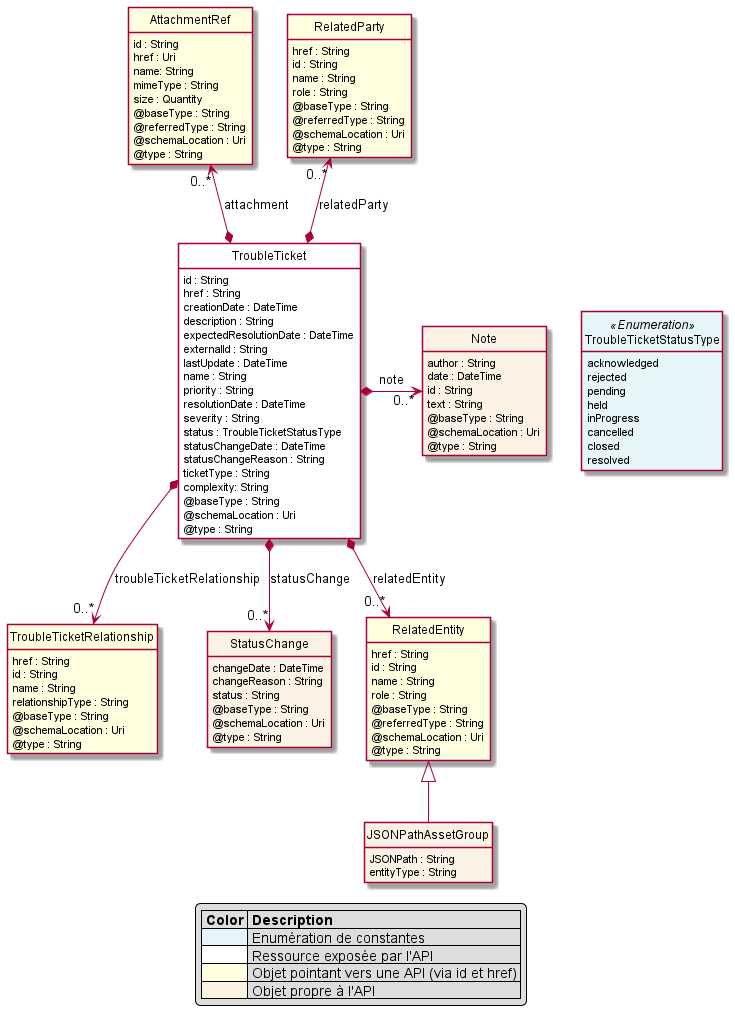 AttachmentRef
id : String
href : Uri
name: String
mimeType : String
size : Quantity
@baseType : String
@referredType : String
@schemaLocation : Uri
@type : String
RelatedParty
href : String
id : String
name : String
role : String
@baseType : String
@referredType : String
@schemaLocation : Uri
@type : String
0..*
attachment
0..*
relatedParty
TroubleTicket
id : String
href : String
creationDate : DateTime
description : String
expectedResolutionDate : DateTime
externalId : String
lastUpdate : DateTime
name : String
priority : String
resolutionDate : DateTime
severity : String
status : TroubleTicketStatusType
statusChangeDate : DateTime
statusChangeReason : String
ticketType : String
complexity: String
@baseType : String
@schemaLocation : Uri
@type : String
note
0..*
Note
author : String
date : DateTime
id : String
text : String
@baseType : String
@schemaLocation : Uri
@type : String
«Enumeration»
TroubleTicketStatusType
acknowledged
rejected
pending
held
inProgress
cancelled
closed
resolved
troubleTicketRelationship
0..*
statusChange
0..*
relatedEntity
0..*
TroubleTicketRelationship
href : String
id : String
name : String
relationshipType : String
@baseType : String
@schemaLocation : Uri
@type : String
StatusChange
changeDate : DateTime
changeReason : String
status : String
@baseType : String
@schemaLocation : Uri
@type : String
RelatedEntity
href : String
id : String
name : String
role : String
@baseType : String
@referredType : String
@schemaLocation : Uri
@type : String
JSONPathAssetGroup
JSONPath : String
entityType : String
Color Description
Enumération de constantes
Ressource exposée par l'API
Objet pointant vers une API (via id et href)
Objet propre à l'API